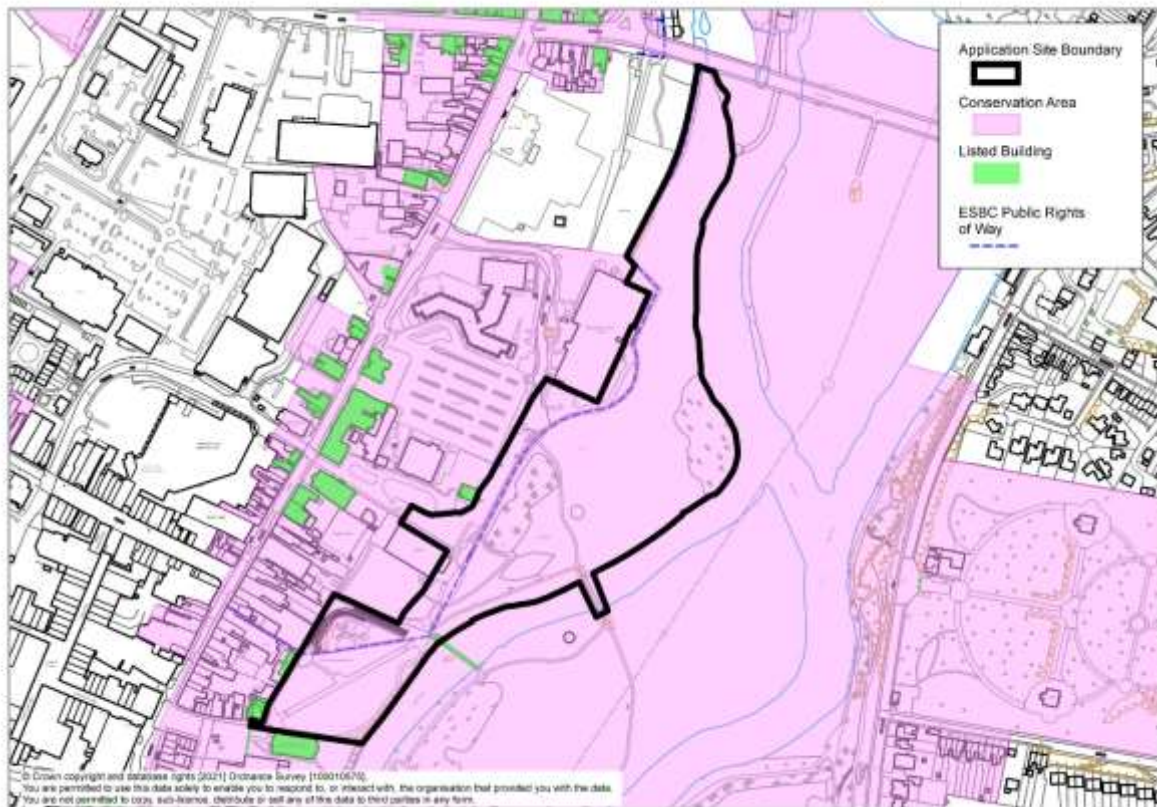 Application Site Boundary
Conservation Area
Listed Building
ESBC Public Rights
of Way
© Crown copyright and database rights [2021] Ordnance Survey [100010575].
You are permitted to use this data solely to enable you to respond to, or interact with, the organisation that provided you with the data.
You are not permitted to copy, sub-licence, distribute or sell any of this data to third parties in any form.